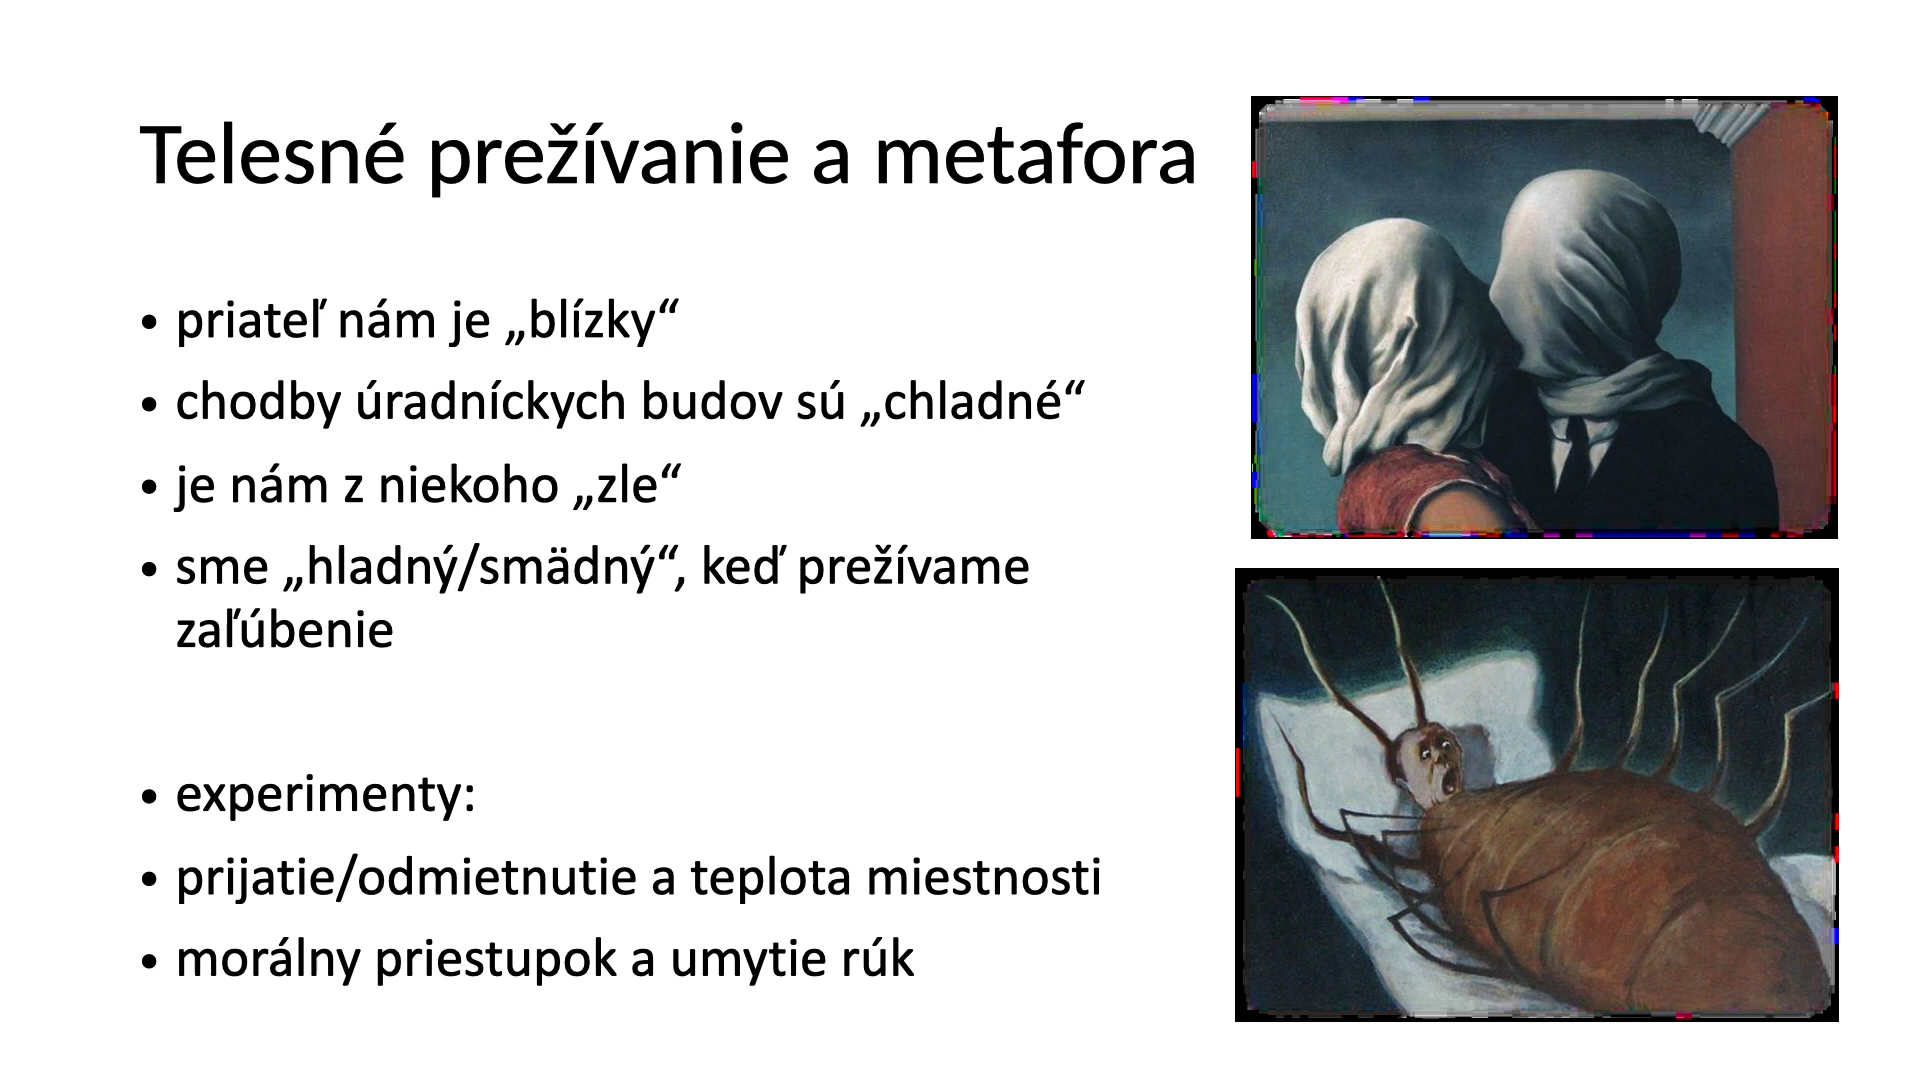 Telesné prežívanie a metafora
• priateľ nám je „blízky“
• chodby úradníckych budov sú „chladné“
• je nám z niekoho „zle“
• sme „hladný/smädný“, keď prežívame
zaľúbenie
• experimenty:
• prijatie/odmietnutie a teplota miestnosti
• morálny priestupok a umytie rúk